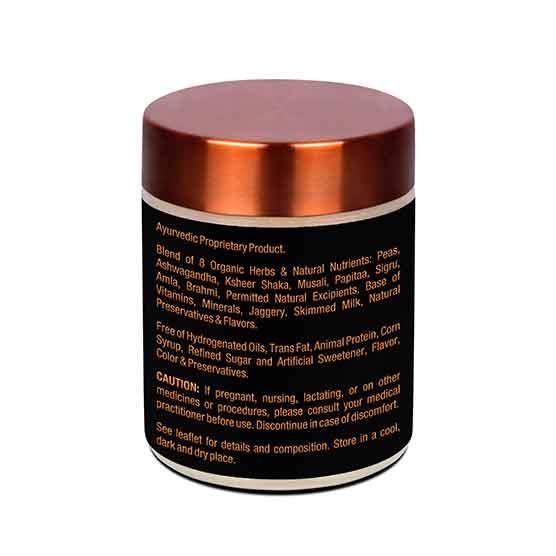 Ayurvedic Proprietary Product.
Blend of 8 Organic Herbs & Natural Nutrients: Peas,
Ashwagandha, Ksheer Shaka, Musali, Papitaa, Sigru,
Amla, Brahmi, Permitted Natural Excipients, Base of
Vitamins, Minerals, Jaggery, Skimmed Milk, Natural
Preservatives & Flavors.
Free of Hydrogenated Oils, Trans Fat, Animal Protein, Corn
Syrup, Refined Sugar and Artificial Sweetener, Flavor,
Color & Preservatives.
CAUTION: If pregnant, nursing, lactating, or on other
medicines or procedures, please consult your medical
practitioner before use. Discontinue in case of discomfort.
See leaflet for details and composition. Store in a cool,
dark and dry place.